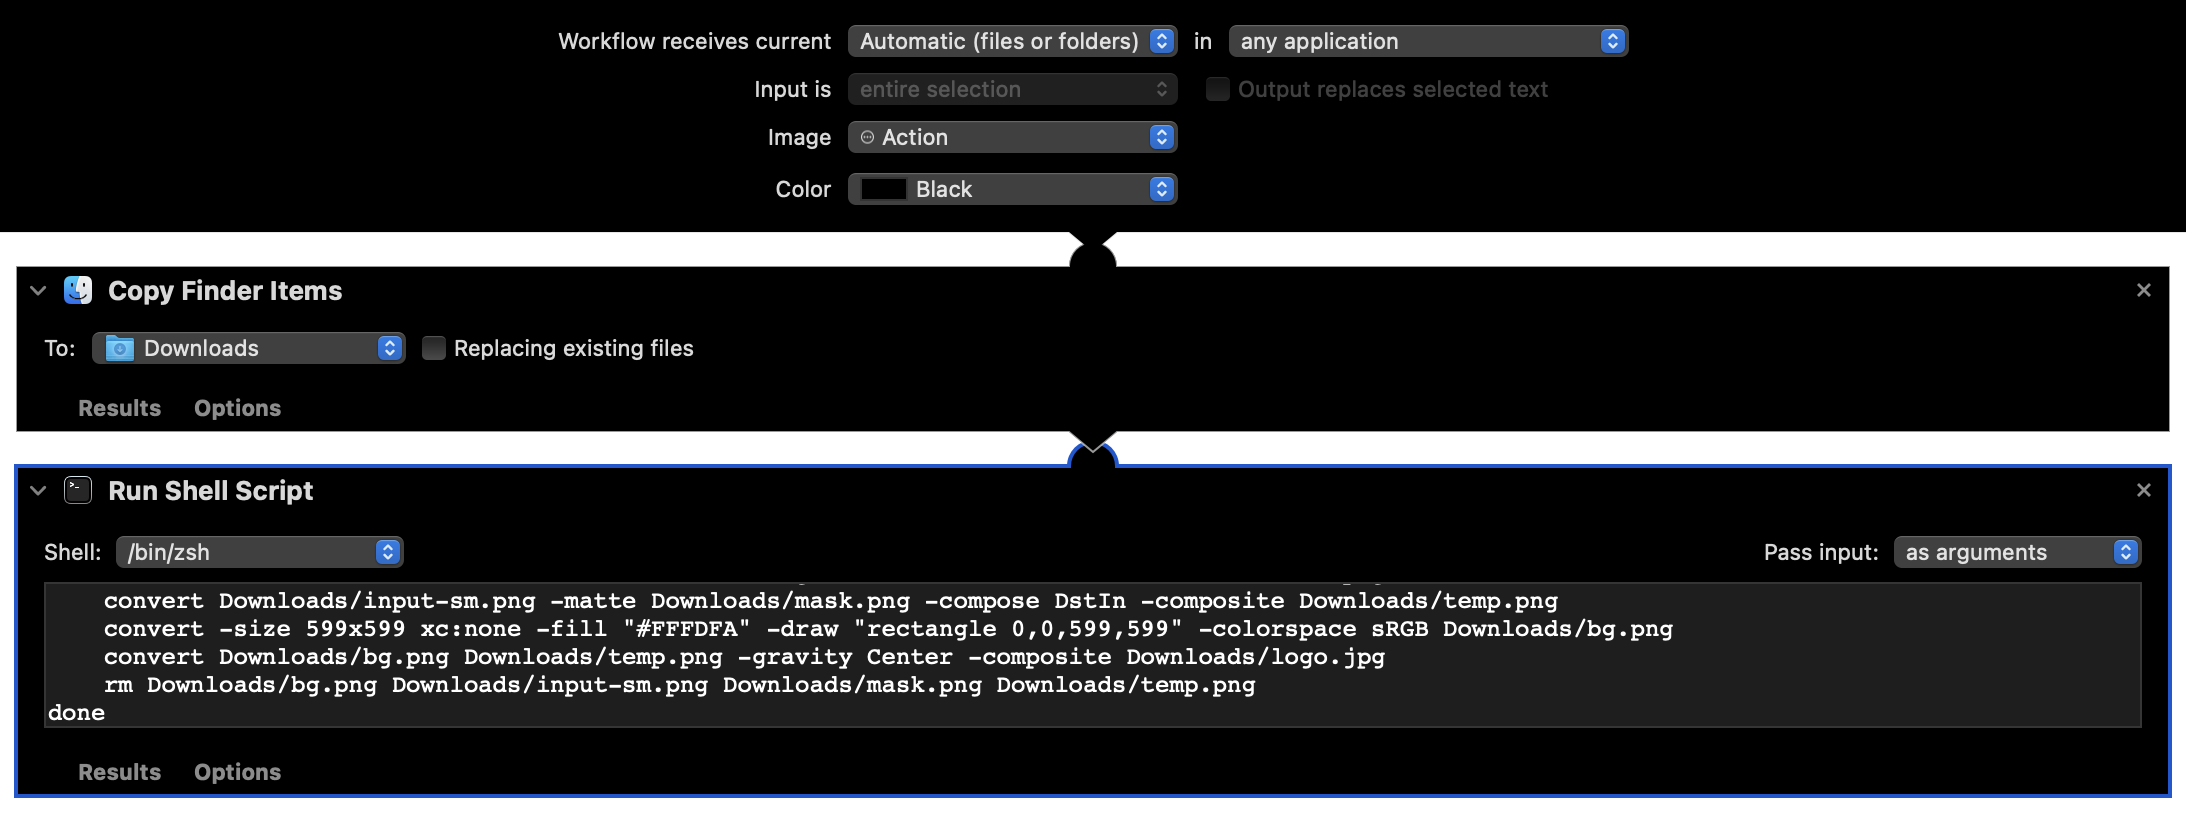 Workflow receives current Automatic (files or folders) in any application
Input is entire selection Output replaces selected text
Image Action
Color Black
Copy Finder Items
To: Downloads Replacing existing files
Results Options
Run Shell Script
Shell: /bin/zsh Pass input: as arguments
convert Downloads/input-sm.png -matte Downloads/mask.png -compose DstIn -composite Downloads/temp.png
convert -size 599x599 xc:none -fill "#FFFDFA" -draw "rectangle 0,0,599,599" -colorspace sRGB Downloads/bg.png
convert Downloads/bg.png Downloads/temp.png -gravity Center -composite Downloads/logo.jpg
rm Downloads/bg.png Downloads/input-sm.png Downloads/mask.png Downloads/temp.png
done
Results Options